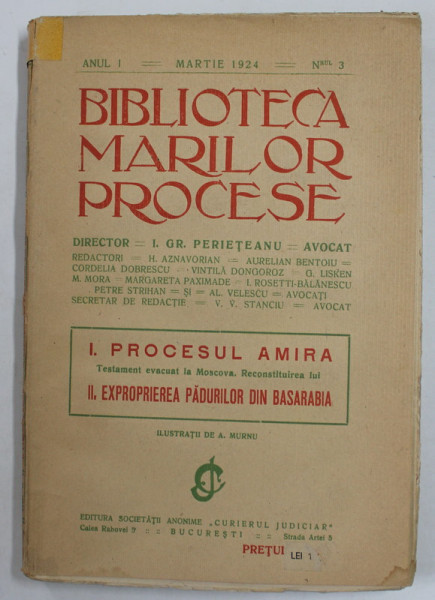 ANUL I = MARTIE 1924 = Nrul 3
BIBLIOTECA
MARILOR
PROCESE
DIRECTOR = I. GR. PERIEȚEANU = AVOCAT
REDACTORI = H. AZNAVORIAN = AURELIAN BENTOIU =
CORDELIA DOBRESCU = VINTILĂ DONGOROZ = G. LISKEN
M. MORA = MARGARETA PAXIMADE = I. ROSETTI-BĂLĂNESCU
PETRE STRIHAN = ȘI = AL. VELESCU = AVOCAȚI
SECRETAR DE REDACȚIE = V. V. STANCIU = AVOCAT
I. PROCESUL AMIRA
Testament evacuat la Moscova. Reconstituirea lui
II. EXPROPRIEREA PĂDURILOR DIN BASARABIA
ILUSTRAȚII DE A. MURNU
CJ
EDITURA SOCIETĂȚII ANONIME „CURIERUL JUDICIAR"
Calea Rahovei 5 :: BUCUREȘTI :: Strada Artei 5
PREȚUL LEI